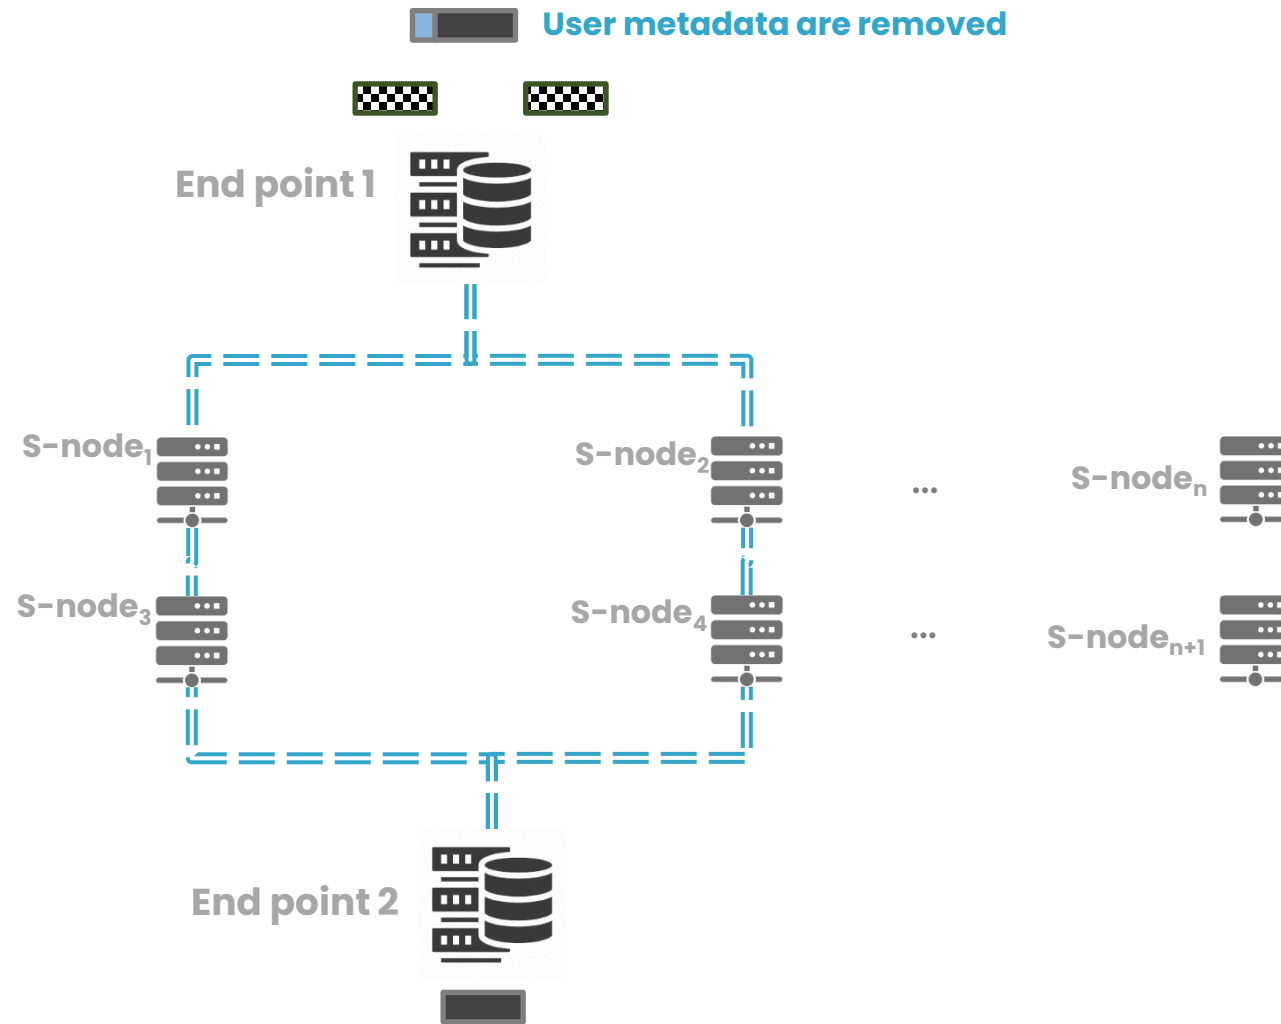 User metadata are removed
End point 1
S-node₁
S-node₂
...
S-nodeₙ
S-node₃
S-node₄
...
S-nodeₙ₊₁
End point 2